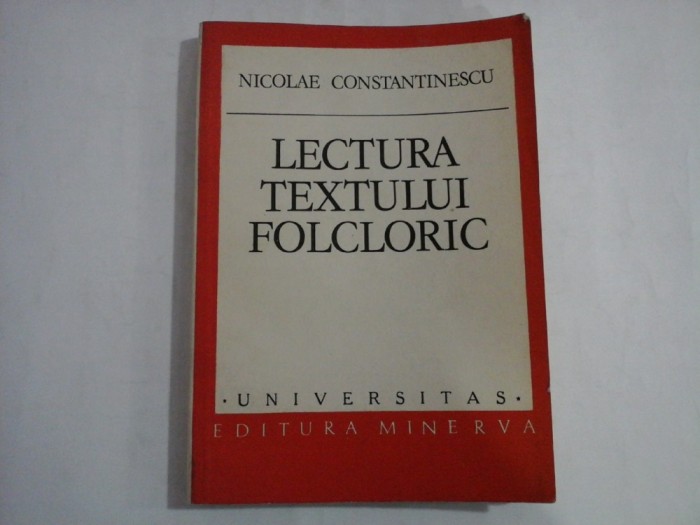 NICOLAE CONSTANTINESCU
LECTURA
TEXTULUI
FOLCLORIC
· UNIVERSITAS ·
EDITURA MINERVA